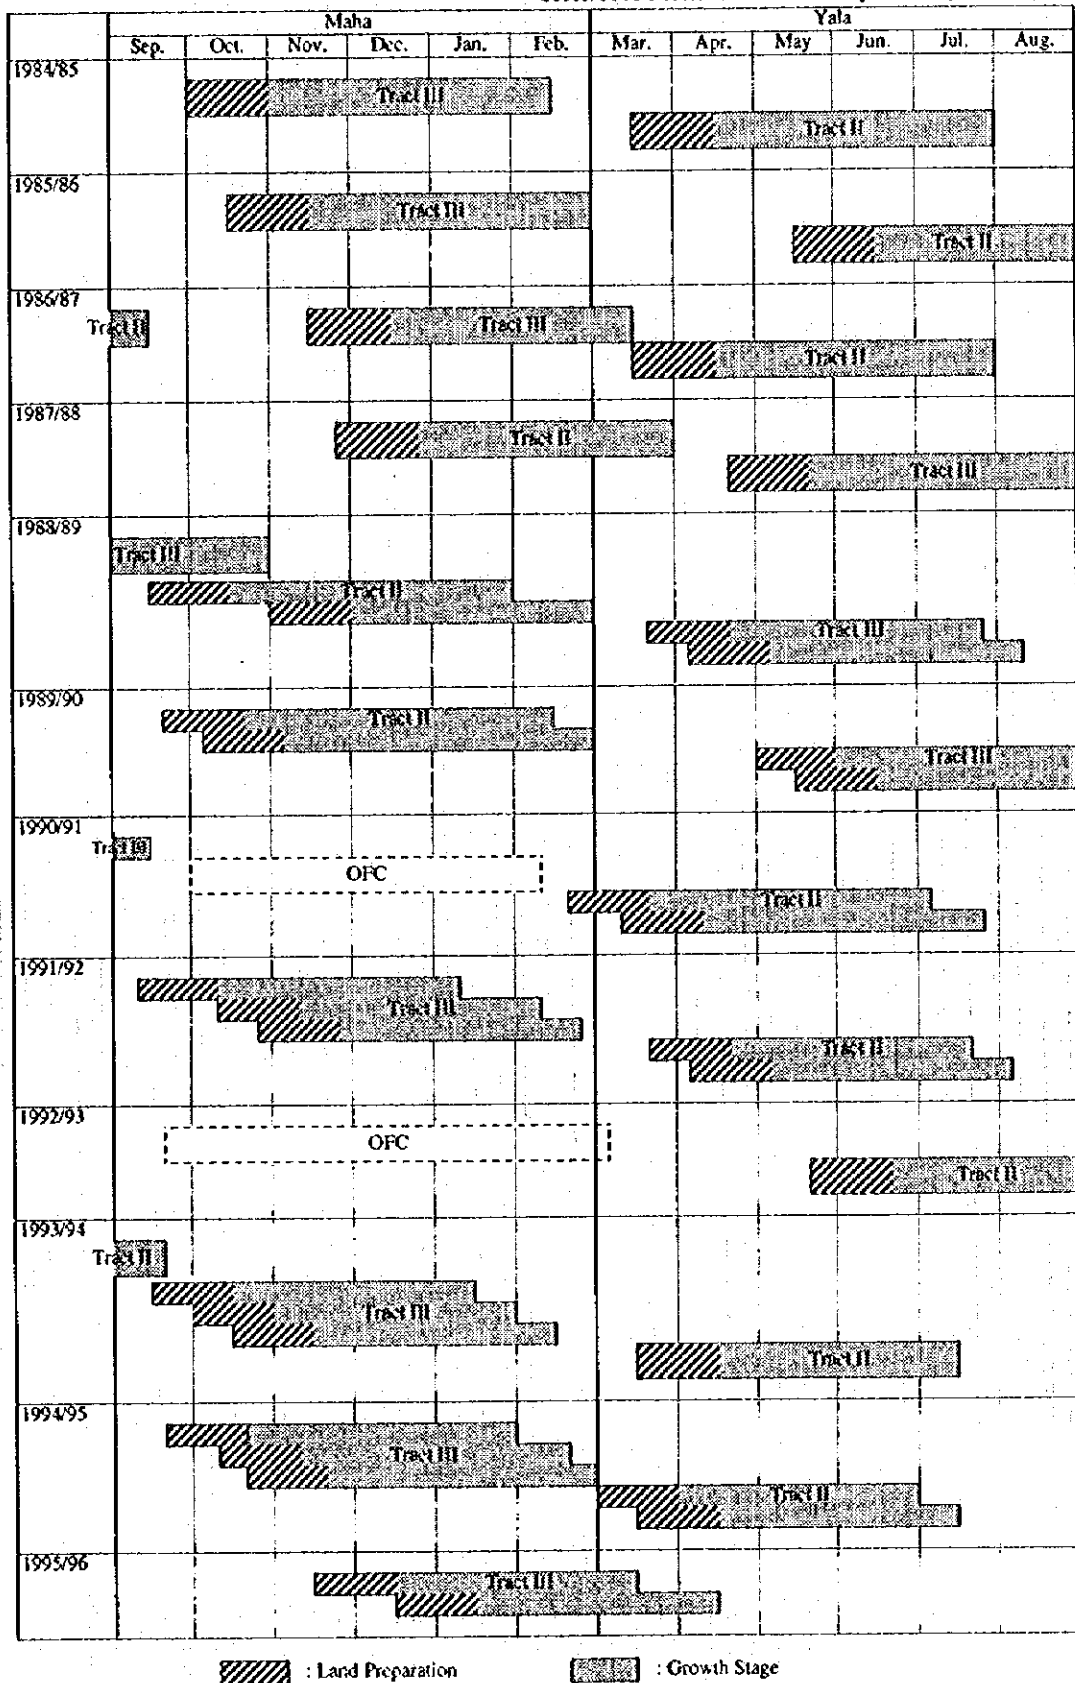 Maha Yala
Sep. Oct. Nov. Dec. Jan. Feb. Mar. Apr. May Jun. Jul. Aug.
1984/85
Tract III
Tract II
1985/86
Tract III
Tract II
1986/87
Tract II
Tract III
Tract II
1987/88
Tract II
Tract III
1988/89
Tract III
Tract II
Tract III
1989/90
Tract II
Tract III
1990/91
Tract III
OFC
Tract II
1991/92
Tract III
Tract II
1992/93
OFC
Tract II
1993/94
Tract II
Tract III
Tract II
1994/95
Tract III
Tract II
1995/96
Tract III
: Land Preparation : Growth Stage